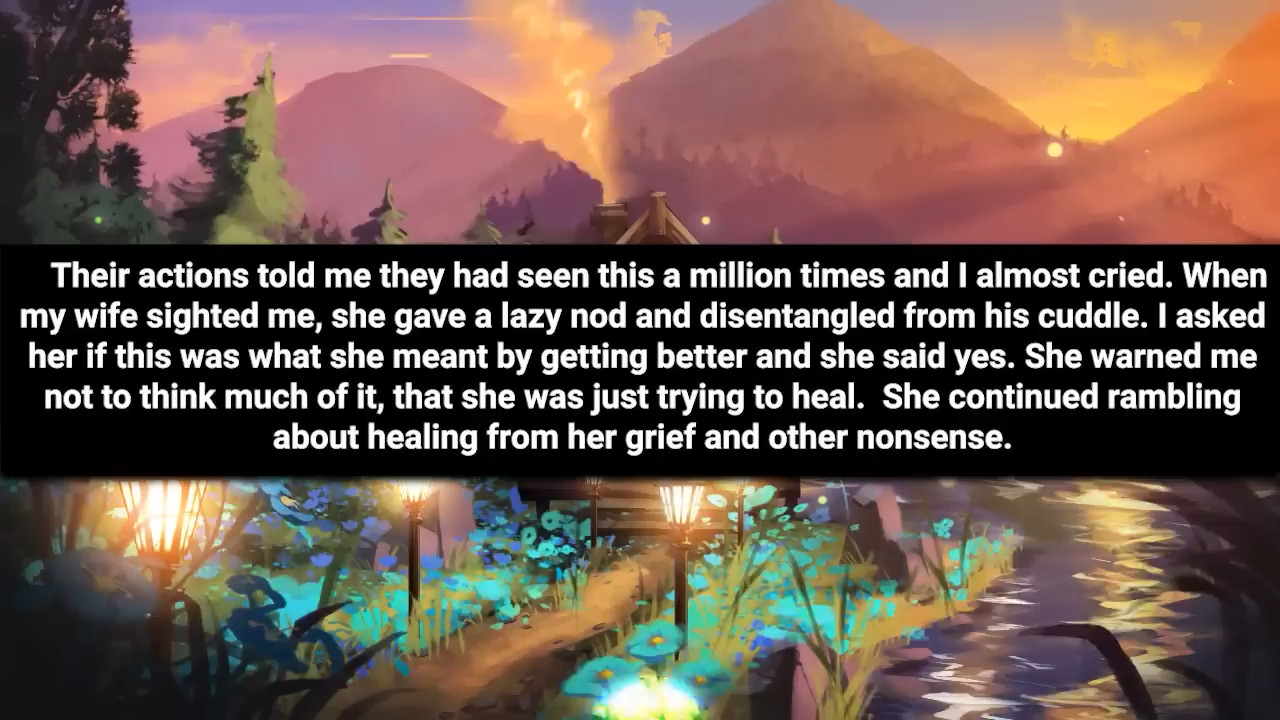 Their actions told me they had seen this a million times and I almost cried. When
my wife sighted me, she gave a lazy nod and disentangled from his cuddle. I asked
her if this was what she meant by getting better and she said yes. She warned me
not to think much of it, that she was just trying to heal.  She continued rambling
about healing from her grief and other nonsense.